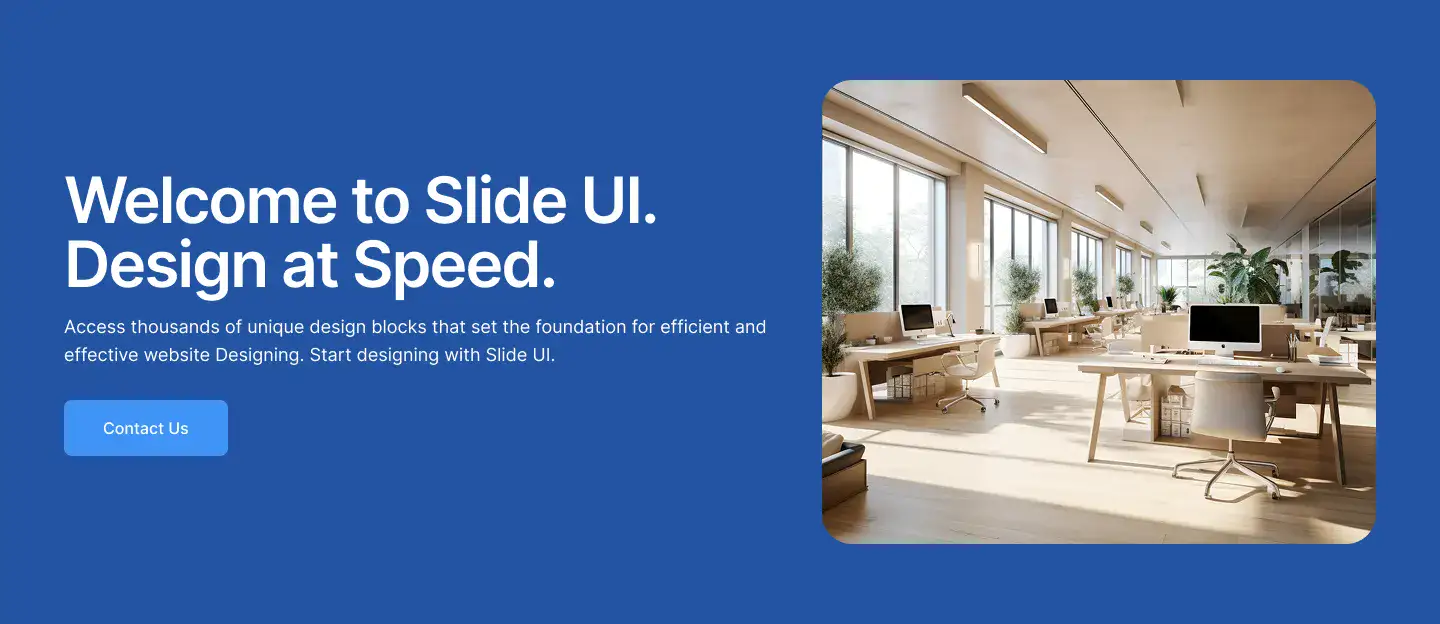 Welcome to Slide UI.
Design at Speed.
Access thousands of unique design blocks that set the foundation for efficient and
effective website Designing. Start designing with Slide UI.
Contact Us